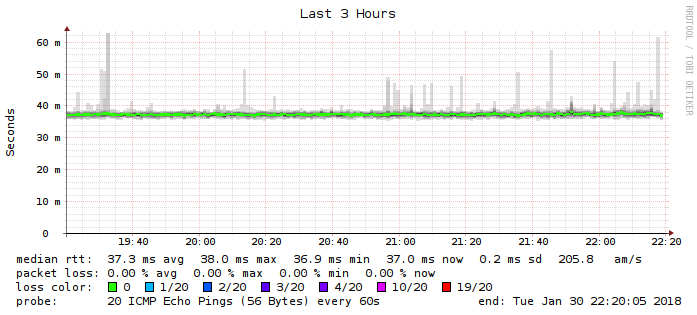 Last 3 Hours
RRDTOOL / TOBI OETIKER
Seconds
60 m
50 m
40 m
30 m
20 m
10 m
0
19:40 20:00 20:20 20:40 21:00 21:20 21:40 22:00 22:20
median rtt: 37.3 ms avg 38.0 ms max 36.9 ms min 37.0 ms now 0.2 ms sd 205.8 am/s
packet loss: 0.00 % avg 0.00 % max 0.00 % min 0.00 % now
loss color: 0 1/20 2/20 3/20 4/20 10/20 19/20
probe: 20 ICMP Echo Pings (56 Bytes) every 60s end: Tue Jan 30 22:20:05 2018